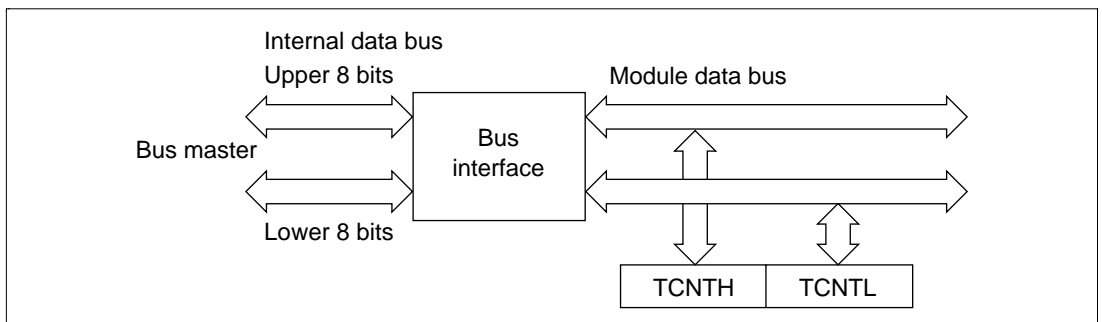 Internal data bus
Upper 8 bits
Module data bus
Bus master
Bus
interface
Lower 8 bits
TCNTH
TCNTL